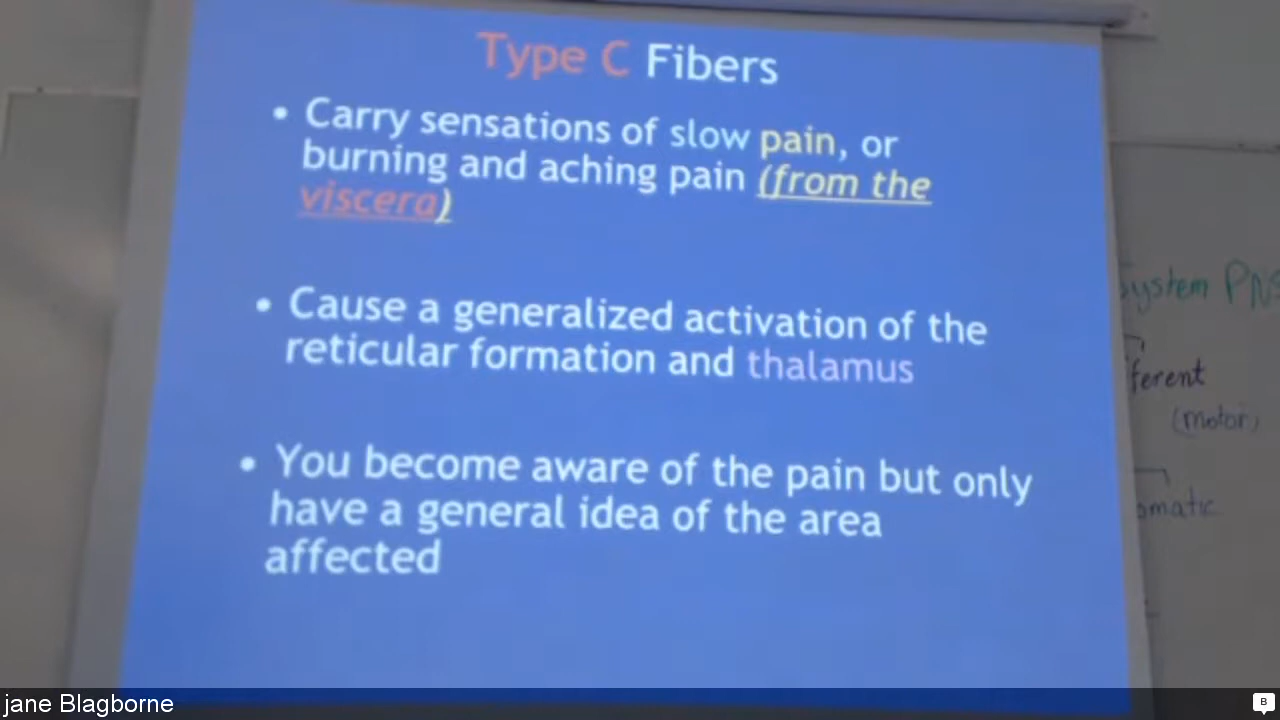 Type C Fibers
• Carry sensations of slow pain, or
burning and aching pain (from the
viscera)
• Cause a generalized activation of the
reticular formation and thalamus
• You become aware of the pain but only
have a general idea of the area
affected
ystem PNS
ferent
(motor)
omatic
jane Blagborne
B